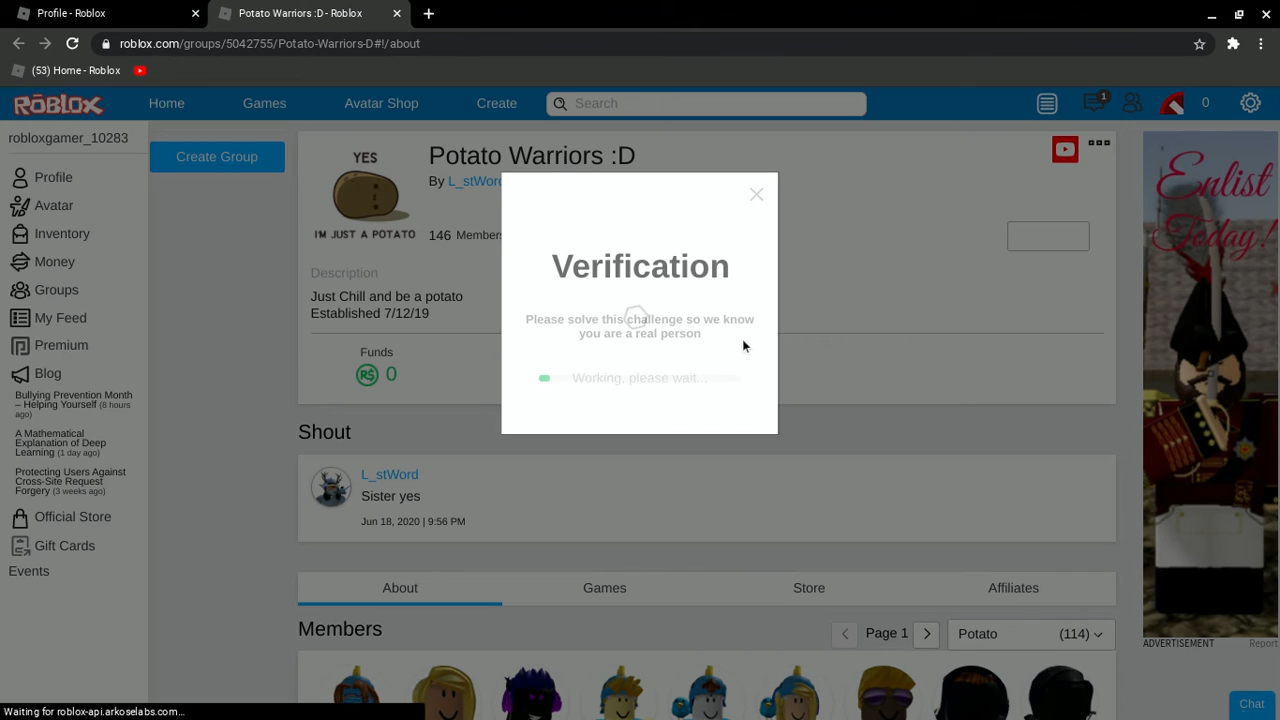 Profile - Roblox
Potato Warriors :D - Roblox
roblox.com/groups/5042755/Potato-Warriors-D#!/about
(53) Home - Roblox
ROBLOX
Home
Games
Avatar Shop
Create
Search
1
0
robloxgamer_10283
Create Group
Profile
Avatar
Inventory
Money
Groups
My Feed
Premium
Blog
Bullying Prevention Month
– Helping Yourself (8 hours
ago)
A Mathematical
Explanation of Deep
Learning (1 day ago)
Protecting Users Against
Cross-Site Request
Forgery (3 weeks ago)
Official Store
Gift Cards
Events
YES
I'M JUST A POTATO
Potato Warriors :D
By L_stWord
146 Members
Description
Just Chill and be a potato
Established 7/12/19
Funds
R$ 0
Verification
Please solve this challenge so we know
you are a real person
Working, please wait...
Shout
L_stWord
Sister yes
Jun 18, 2020 | 9:56 PM
About
Games
Store
Affiliates
Members
Page 1
Potato (114)
Enlist
Today!
ADVERTISEMENT
Report
Chat
Waiting for roblox-api.arkoselabs.com...